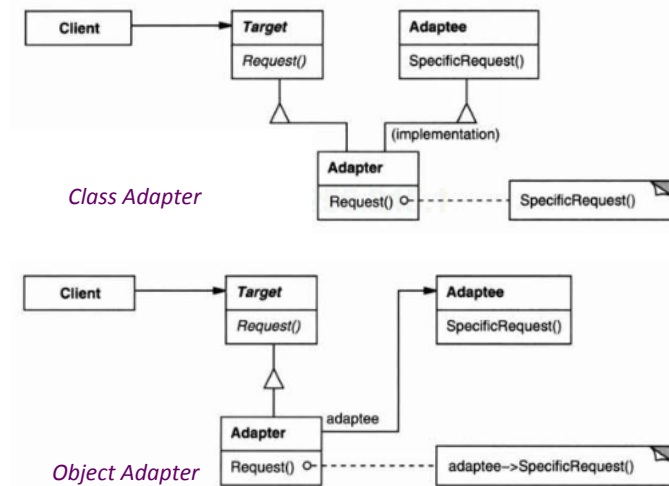 Client
Target
Request()
Adaptee
SpecificRequest()
(implementation)
Adapter
Request()
SpecificRequest()
Class Adapter
Client
Target
Request()
Adaptee
SpecificRequest()
adaptee
Adapter
Request()
adaptee->SpecificRequest()
Object Adapter